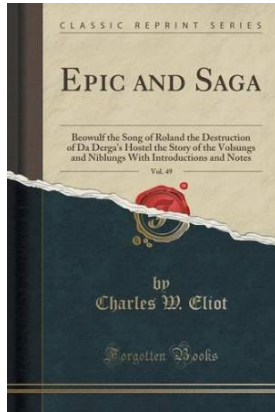 CLASSIC REPRINT SERIES
EPIC AND SAGA
Beowulf the Song of Roland the Destruction
of Da Derga's Hostel the Story of the Volsungs
and Niblungs With Introductions and Notes
Vol. 49
by
Charles W. Eliot
Forgotten Books